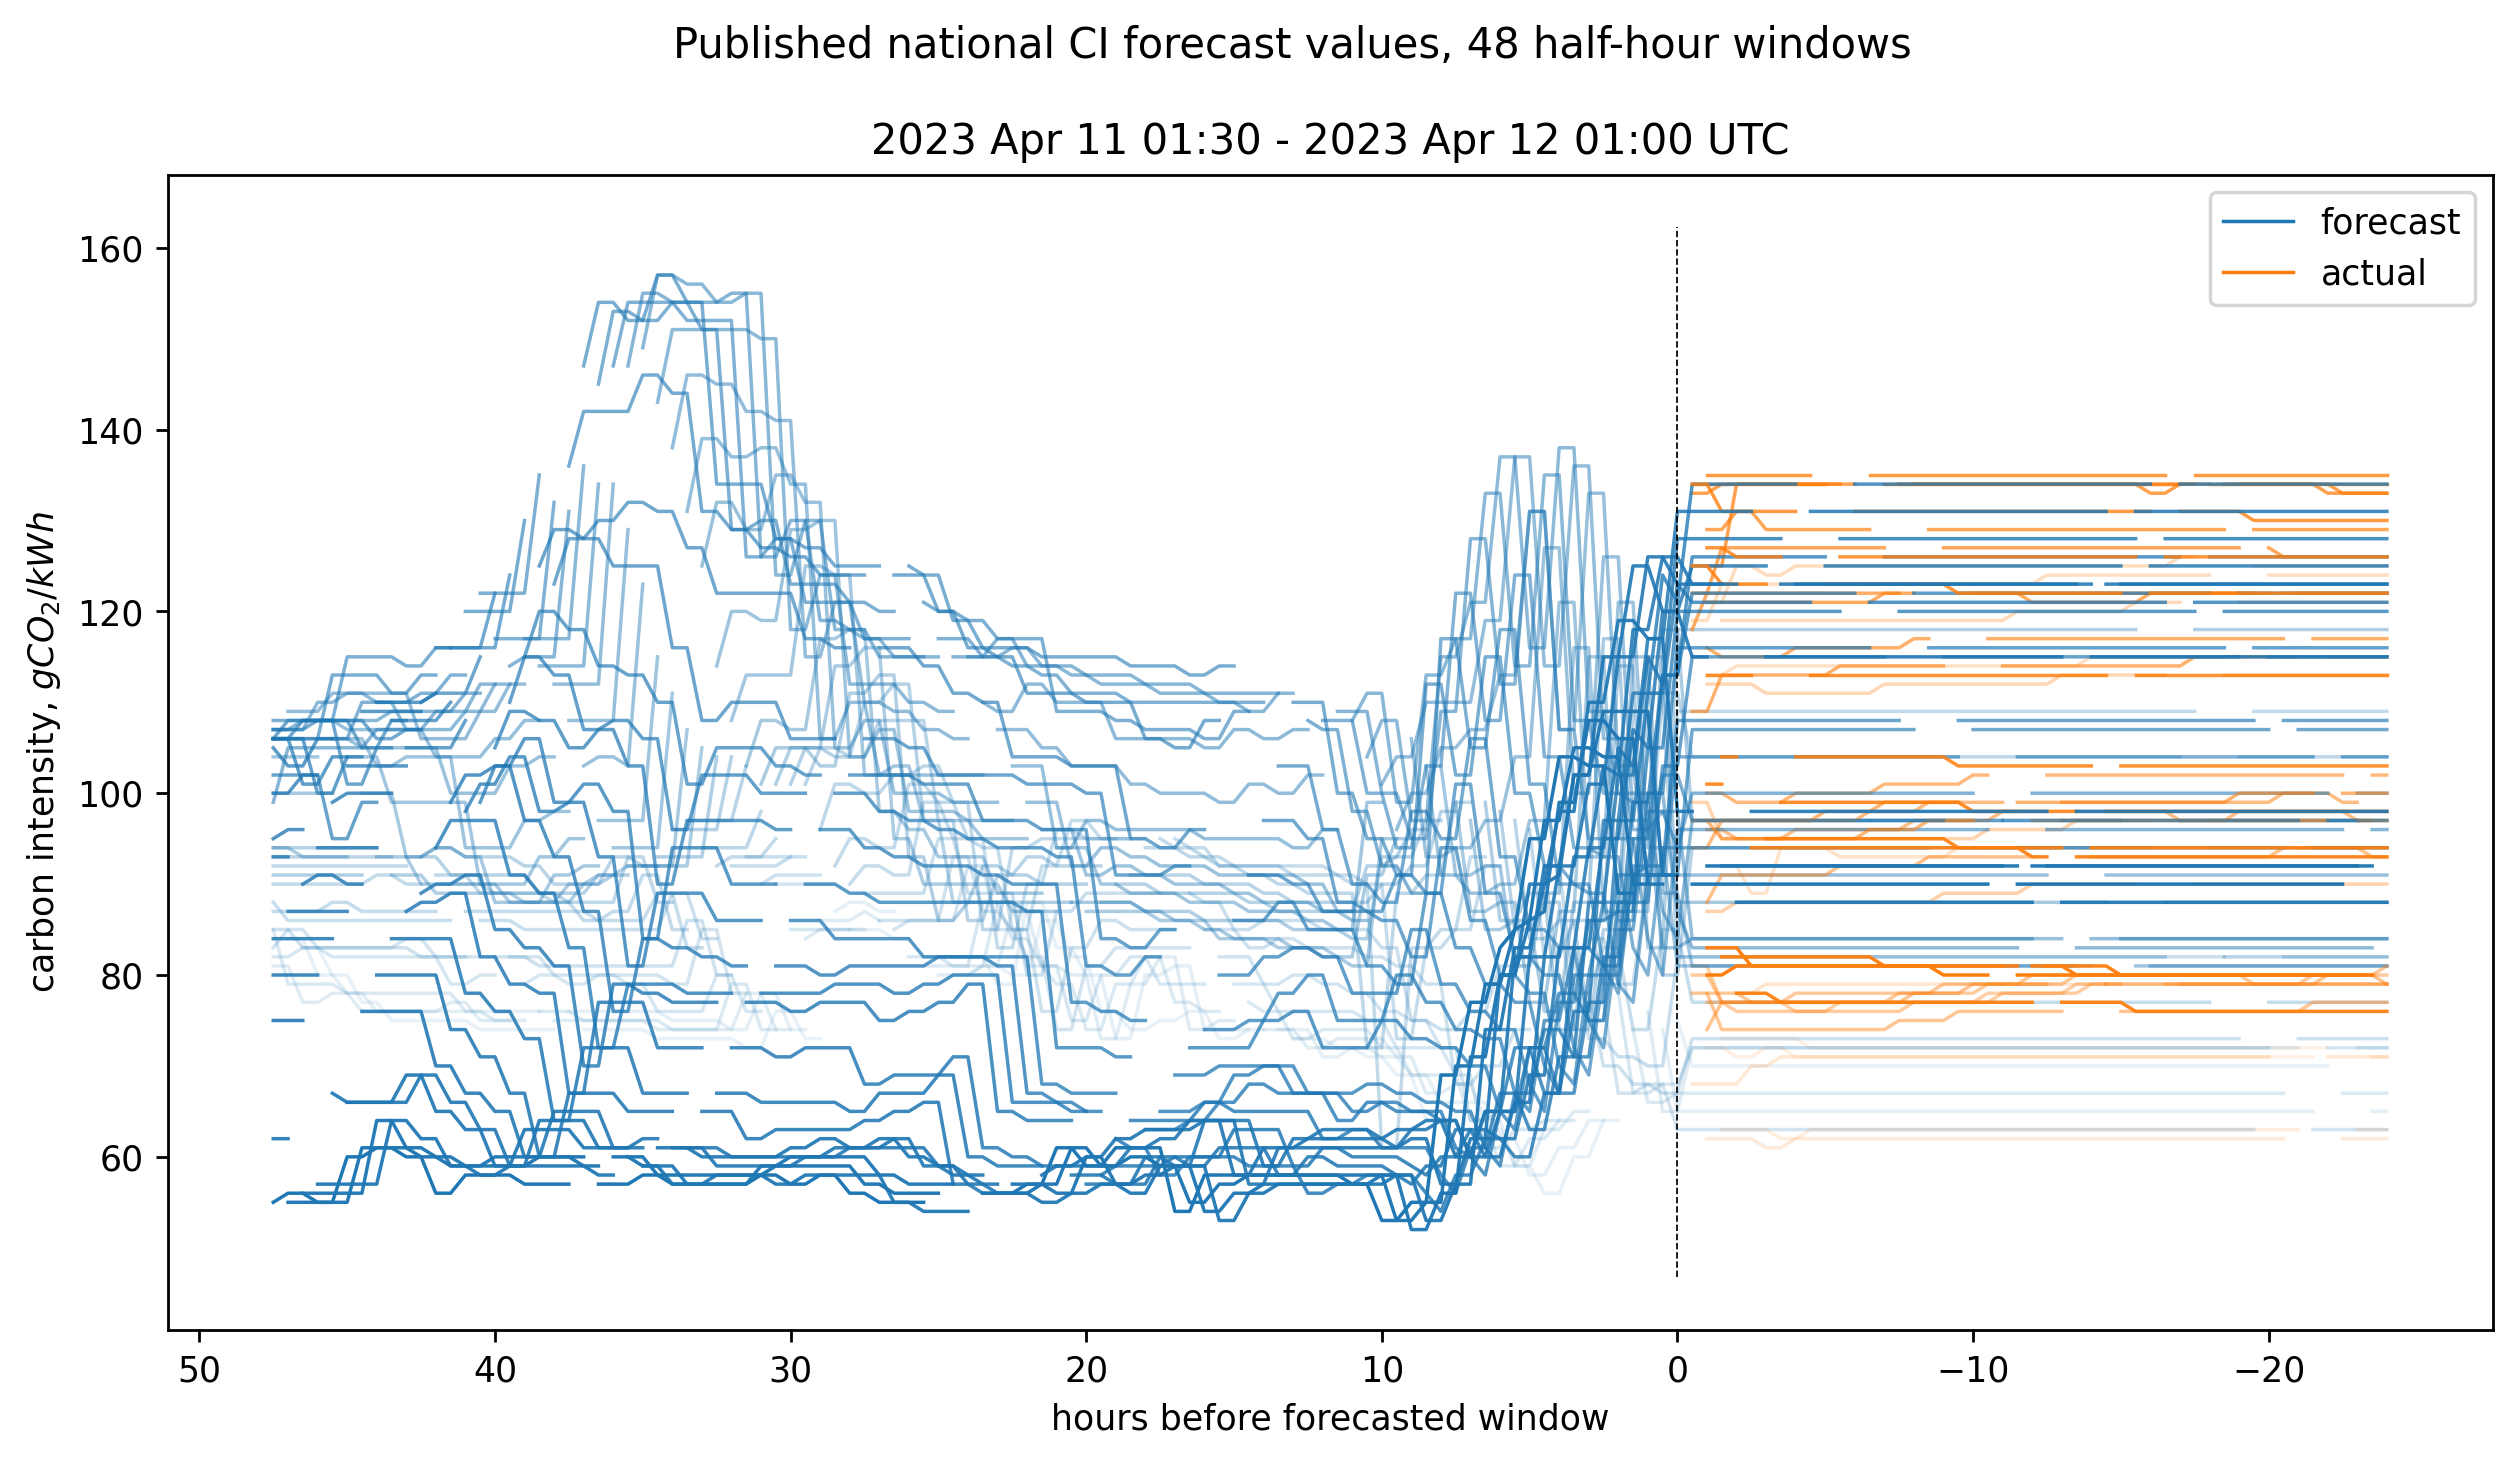 Published national CI forecast values, 48 half-hour windows
2023 Apr 11 01:30 - 2023 Apr 12 01:00 UTC
forecast
actual
160
140
120
100
80
60
carbon intensity, gCO₂/kWh
50
40
30
20
10
0
−10
−20
hours before forecasted window